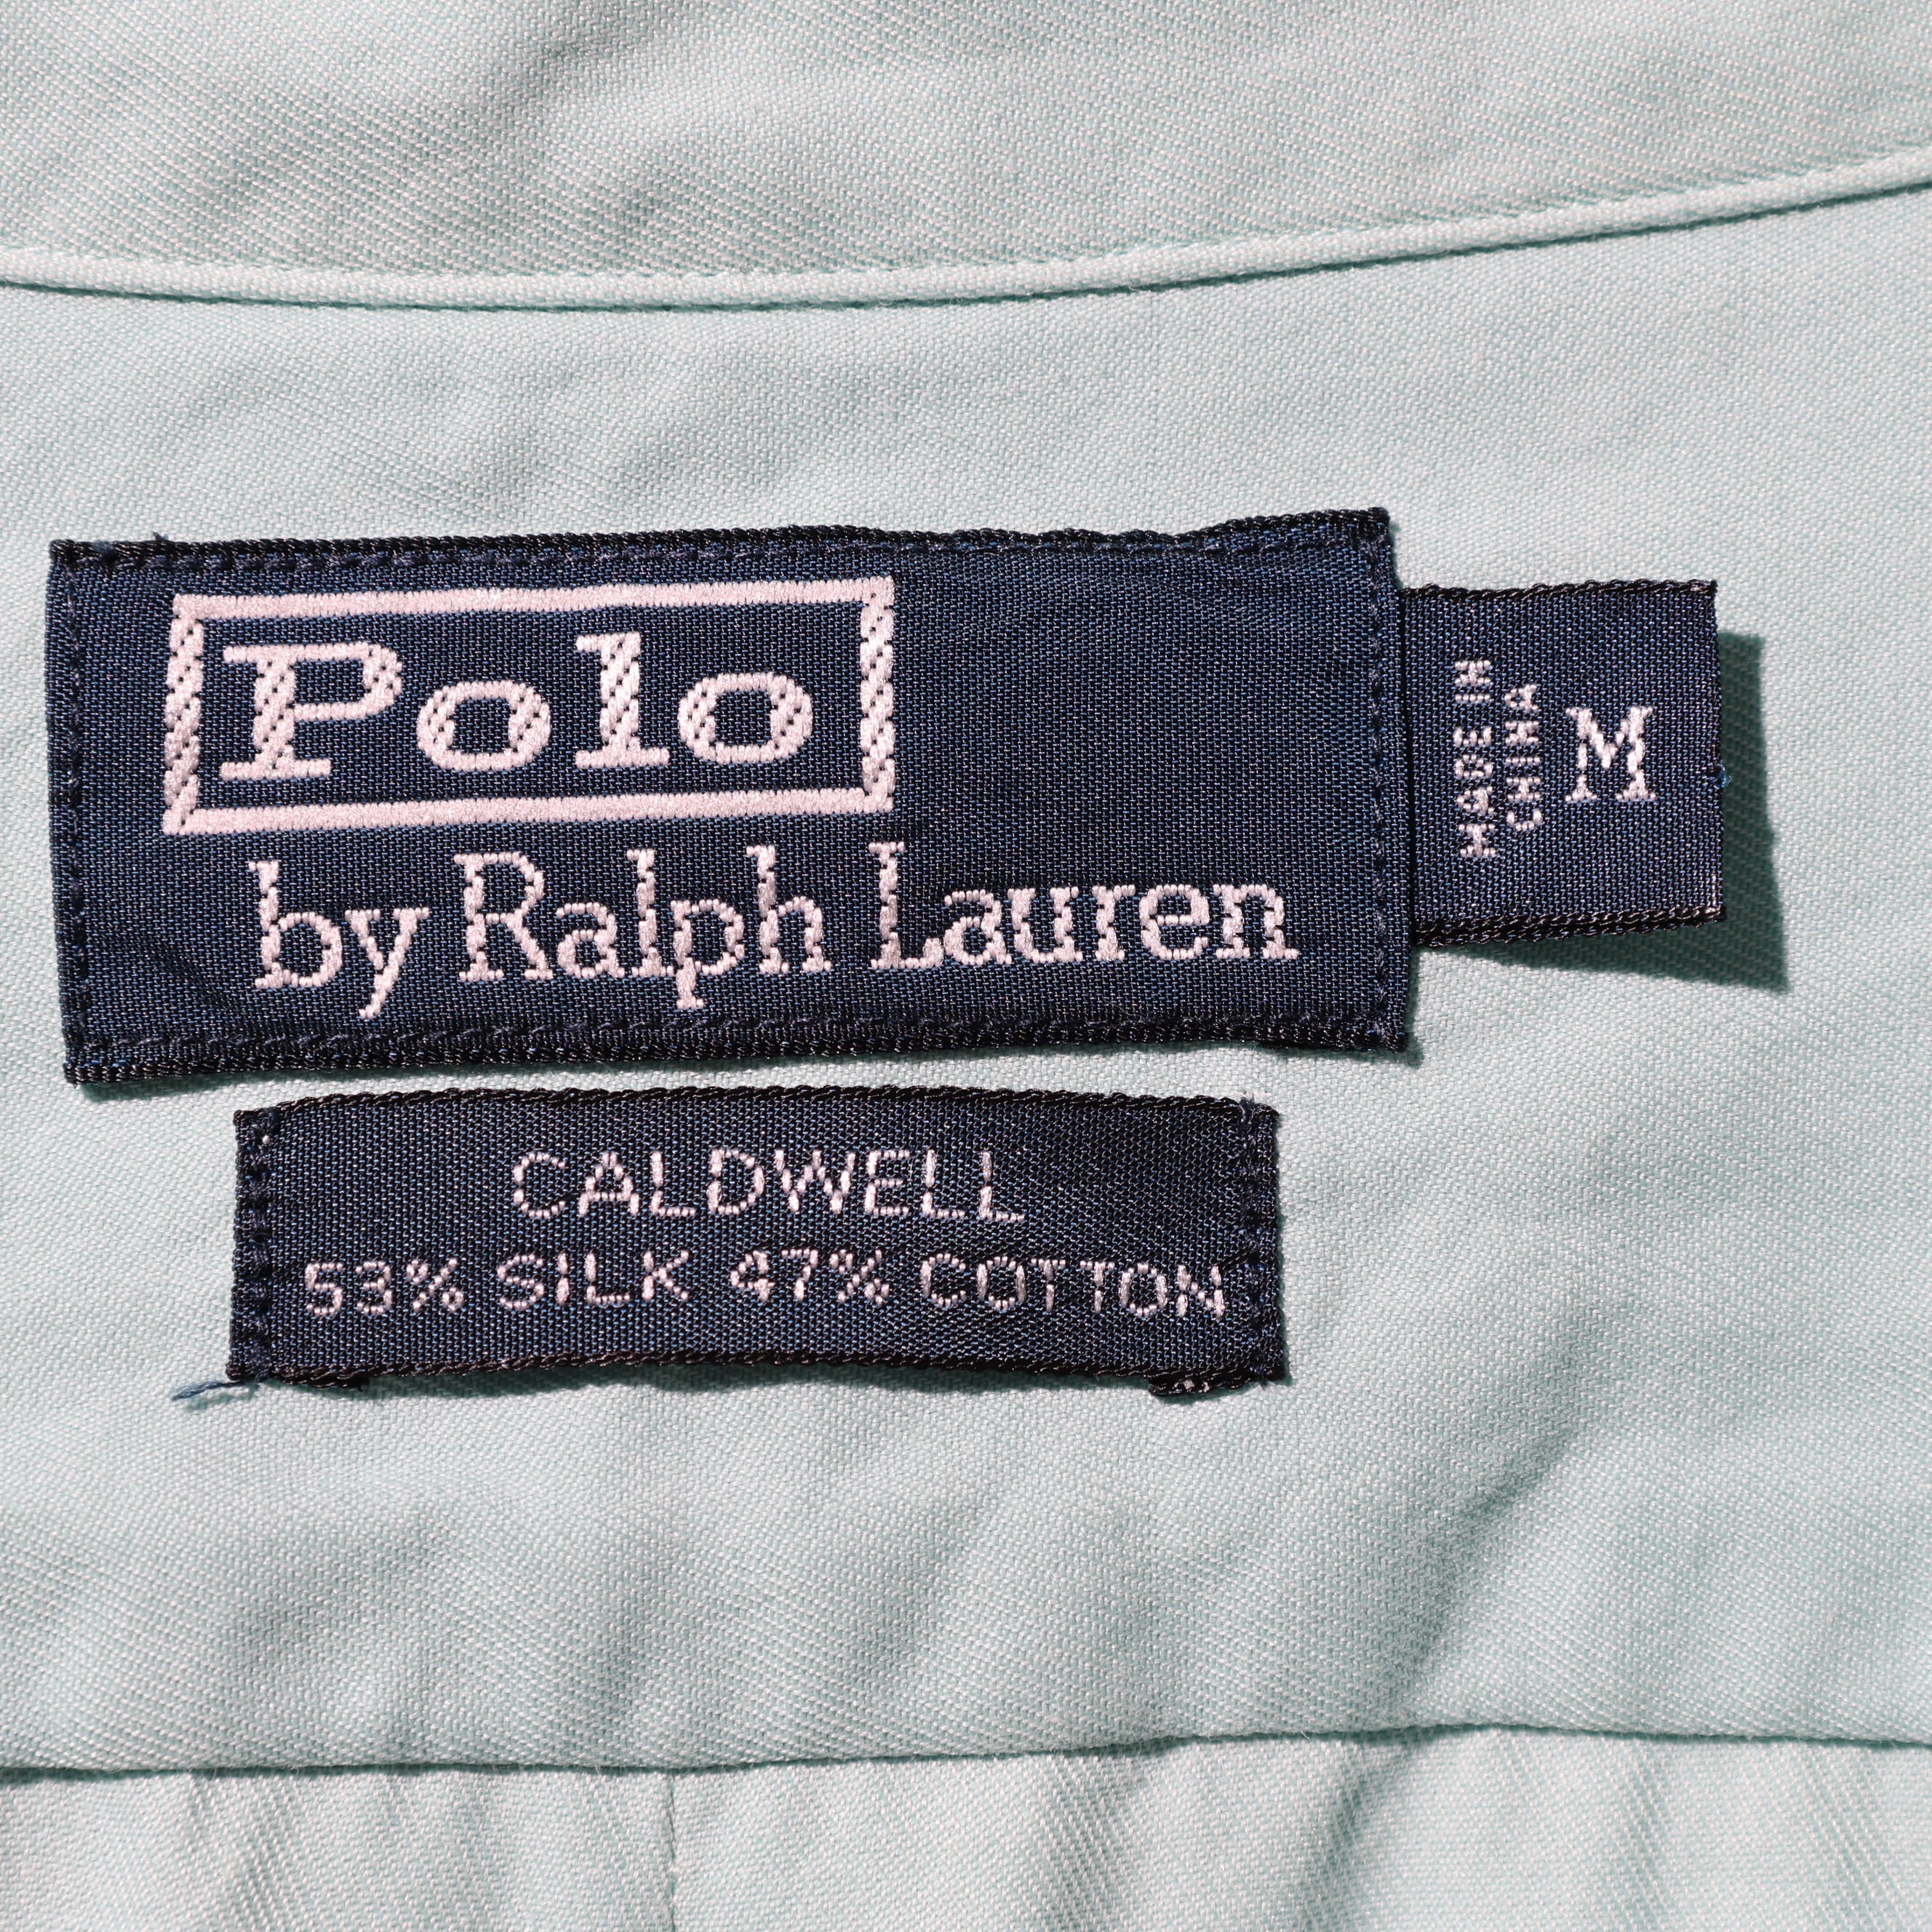 Polo
by Ralph Lauren
MADE IN
CHINA
M
CALDWELL
53% SILK 47% COTTON